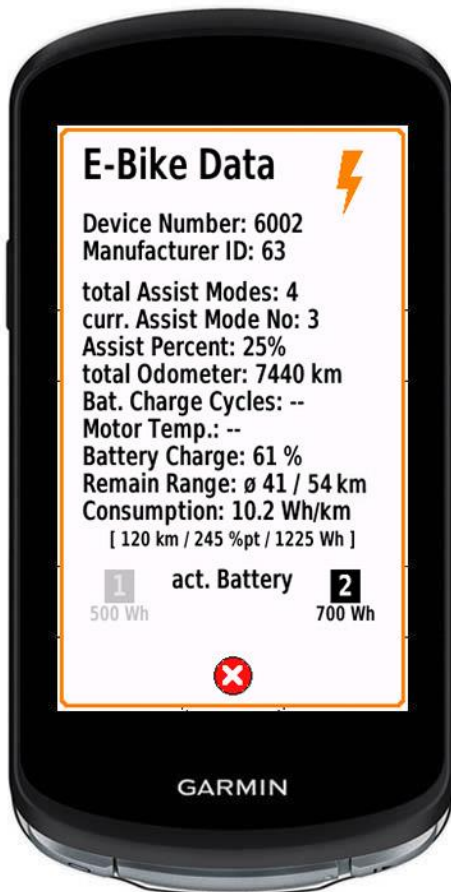 E-Bike Data
Device Number: 6002
Manufacturer ID: 63
total Assist Modes: 4
curr. Assist Mode No: 3
Assist Percent: 25%
total Odometer: 7440 km
Bat. Charge Cycles: --
Motor Temp.: --
Battery Charge: 61 %
Remain Range: ø 41 / 54 km
Consumption: 10.2 Wh/km
[ 120 km / 245 %pt / 1225 Wh ]
1 act. Battery 2
500 Wh 700 Wh
GARMIN